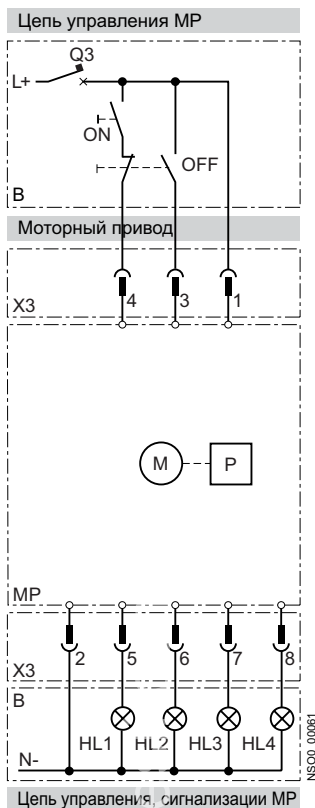 Цепь управления MP
Q3
L+
ON
OFF
B
Моторный привод
X3
4 3 1
M P
MP
X3
2 5 6 7 8
B
HL1 HL2 HL3 HL4
N-
NSO0_00061
Цепь управления, сигнализации MP